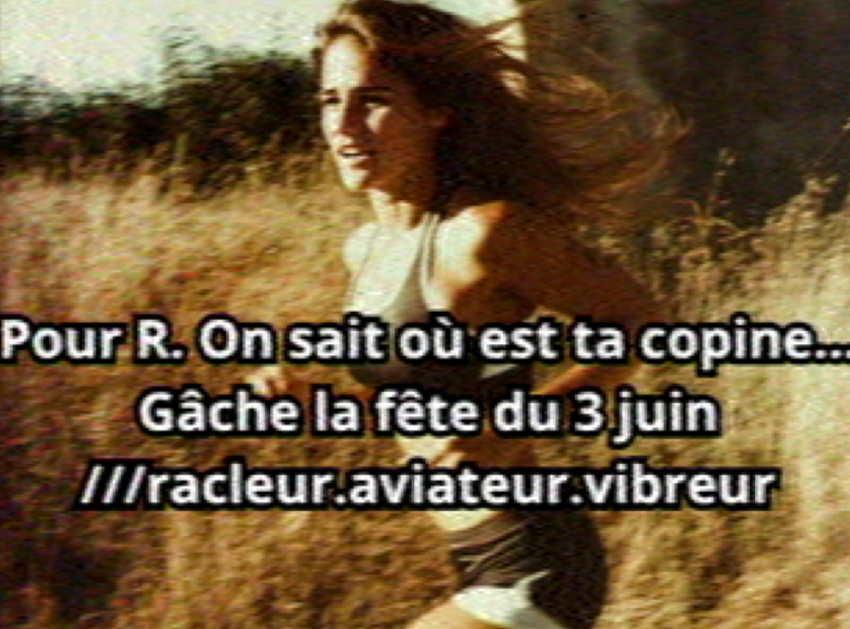 Pour R. On sait où est ta copine...
Gâche la fête du 3 juin
///racleur.aviateur.vibreur